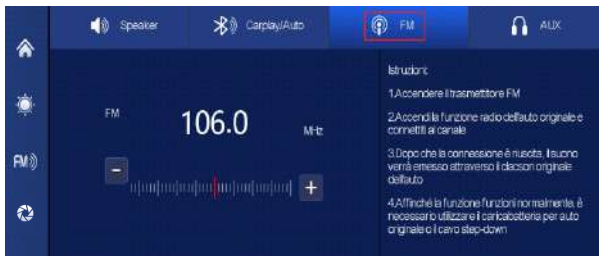 Speaker
Carplay/Auto
FM
AUX
FM
FM
106.0
MHz
Istruzioni:
1.Accendere il trasmettitore FM
2.Accendi la funzione radio dell'auto originale e
connettiti al canale
3.Dopo che la connessione è riuscita, il suono
verrà emesso attraverso il clacson originale
dell'auto
4.Affinché la funzione funzioni normalmente, è
necessario utilizzare il caricabatteria per auto
originale o il cavo step-down